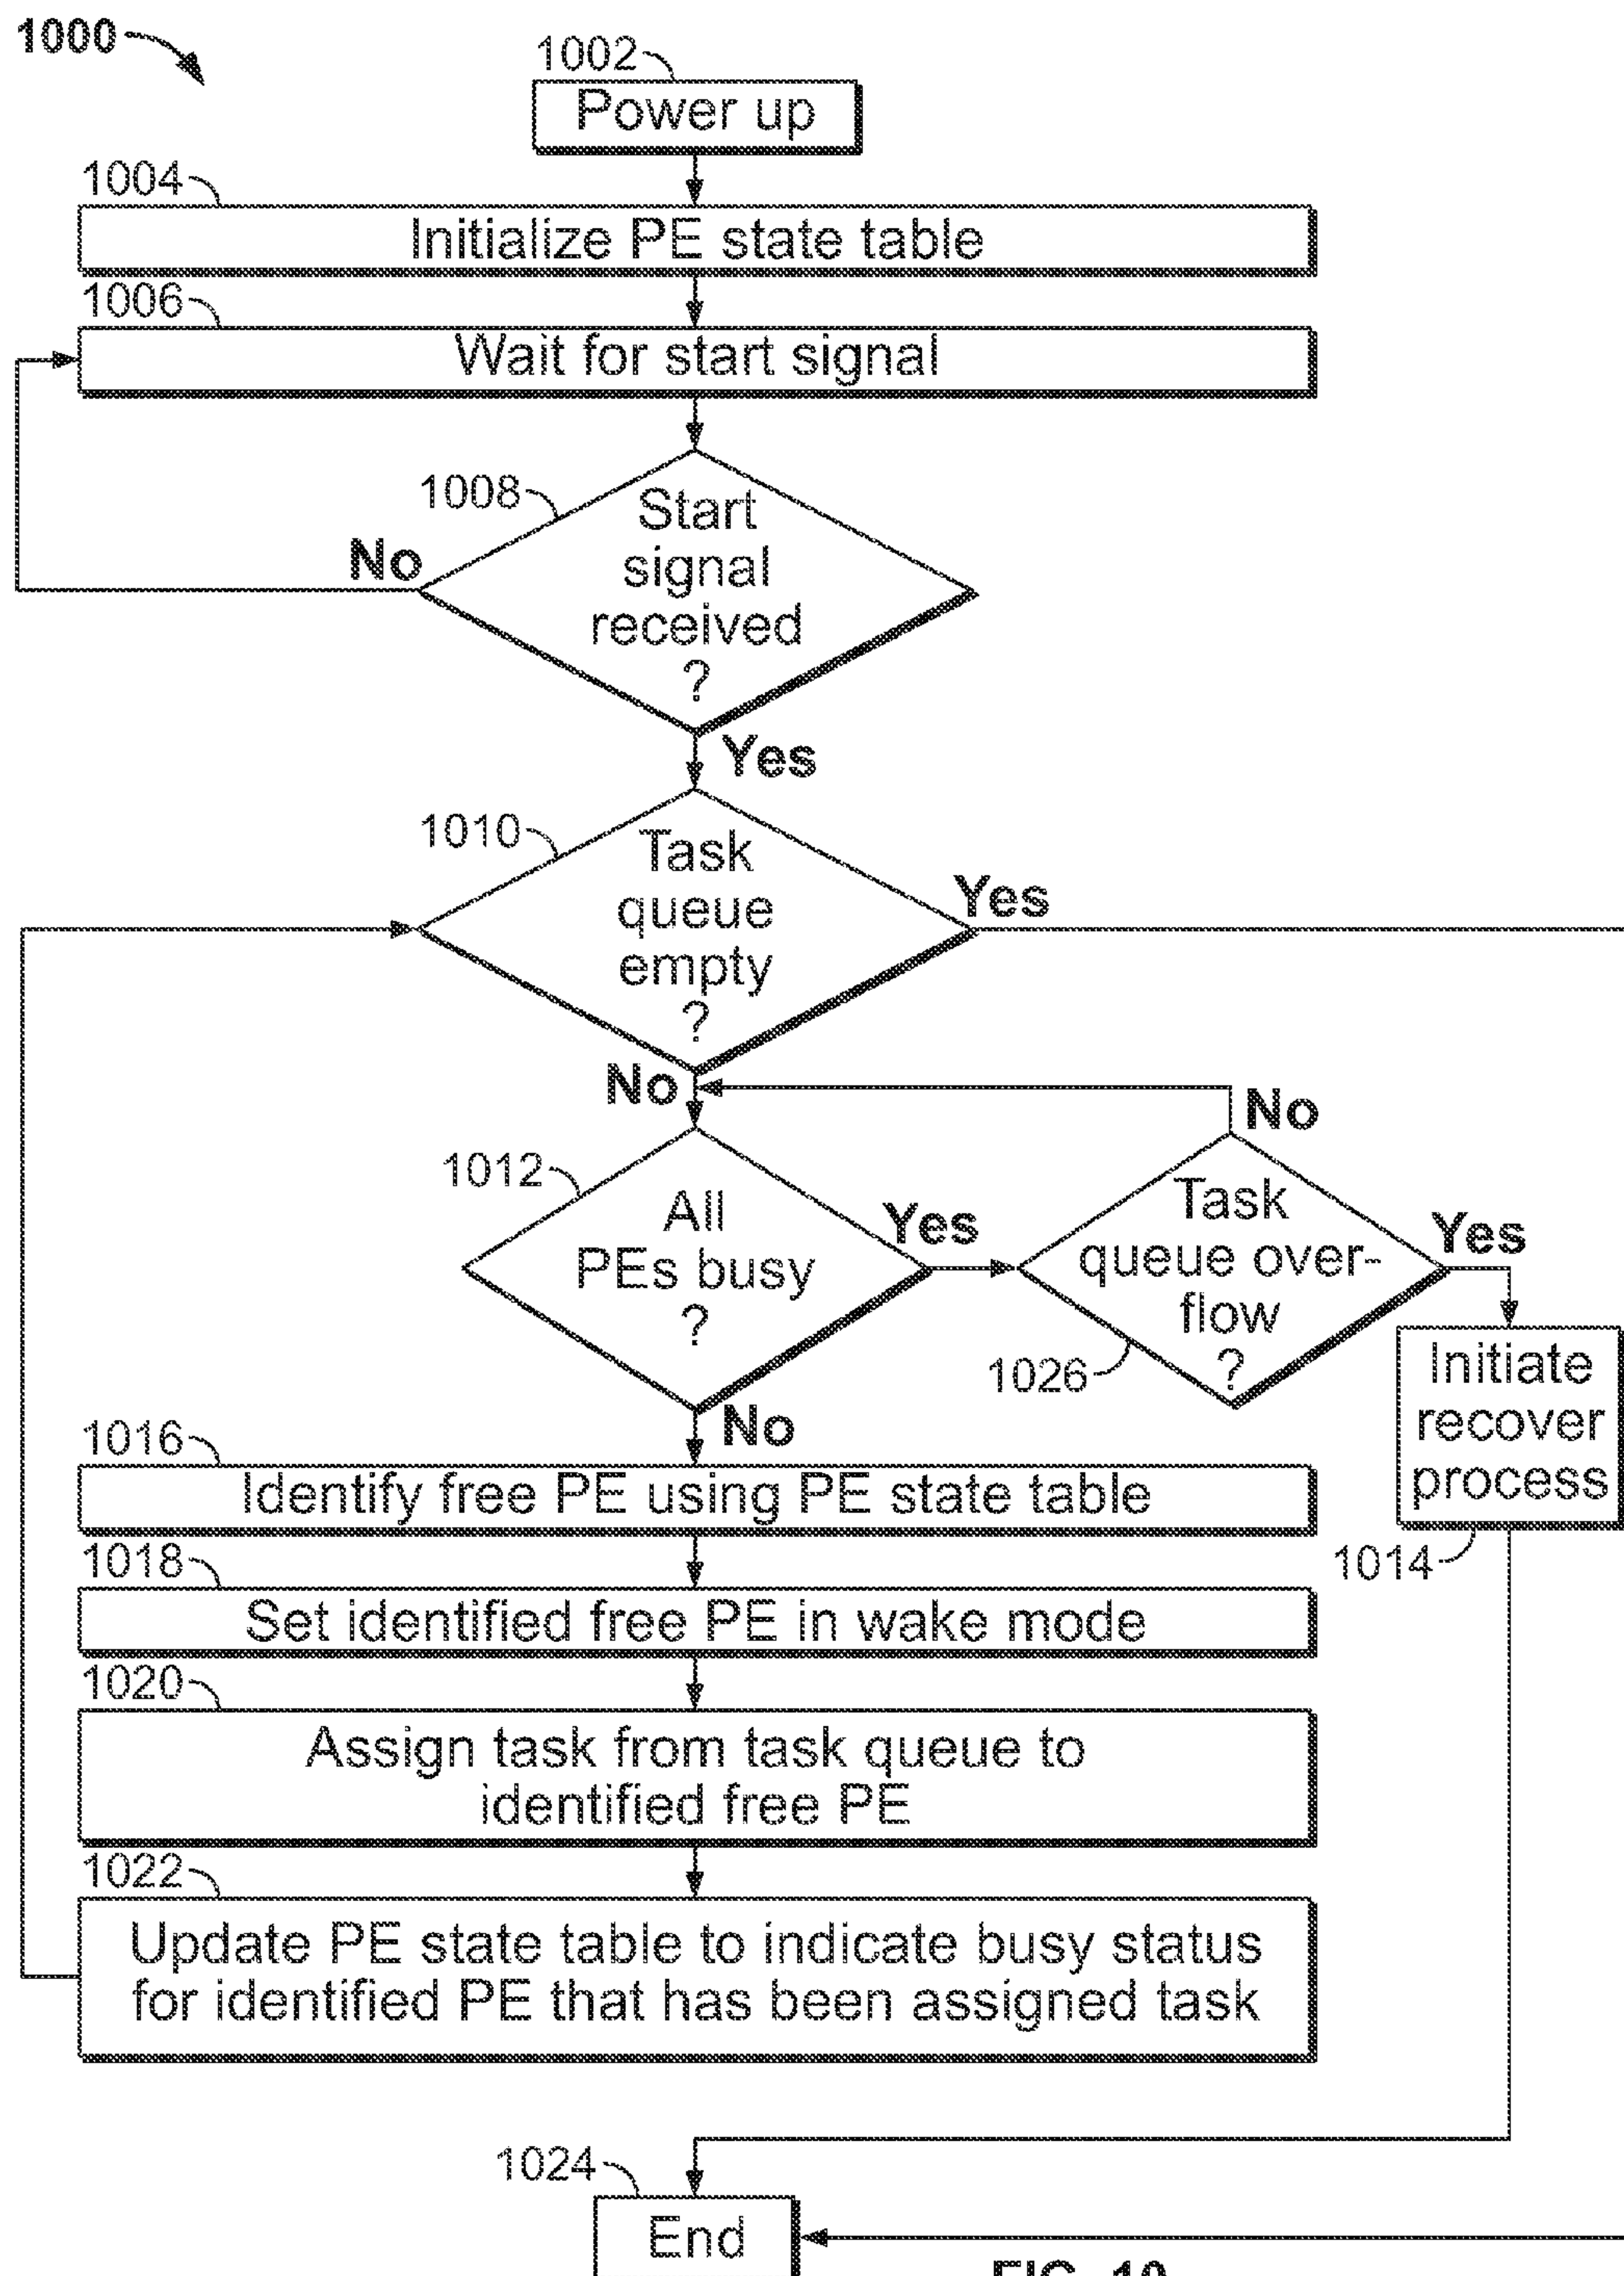 1000
1002
Power up
1004
Initialize PE state table
1006
Wait for start signal
1008
Start
signal
received
?
No
Yes
1010
Task
queue
empty
?
Yes
No
1012
All
PEs busy
?
Yes
No
Task
queue over-
flow
?
1026
No
Yes
Initiate
recover
process
1014
1016
Identify free PE using PE state table
1018
Set identified free PE in wake mode
1020
Assign task from task queue to
identified free PE
1022
Update PE state table to indicate busy status
for identified PE that has been assigned task
1024
End
FIG. 10